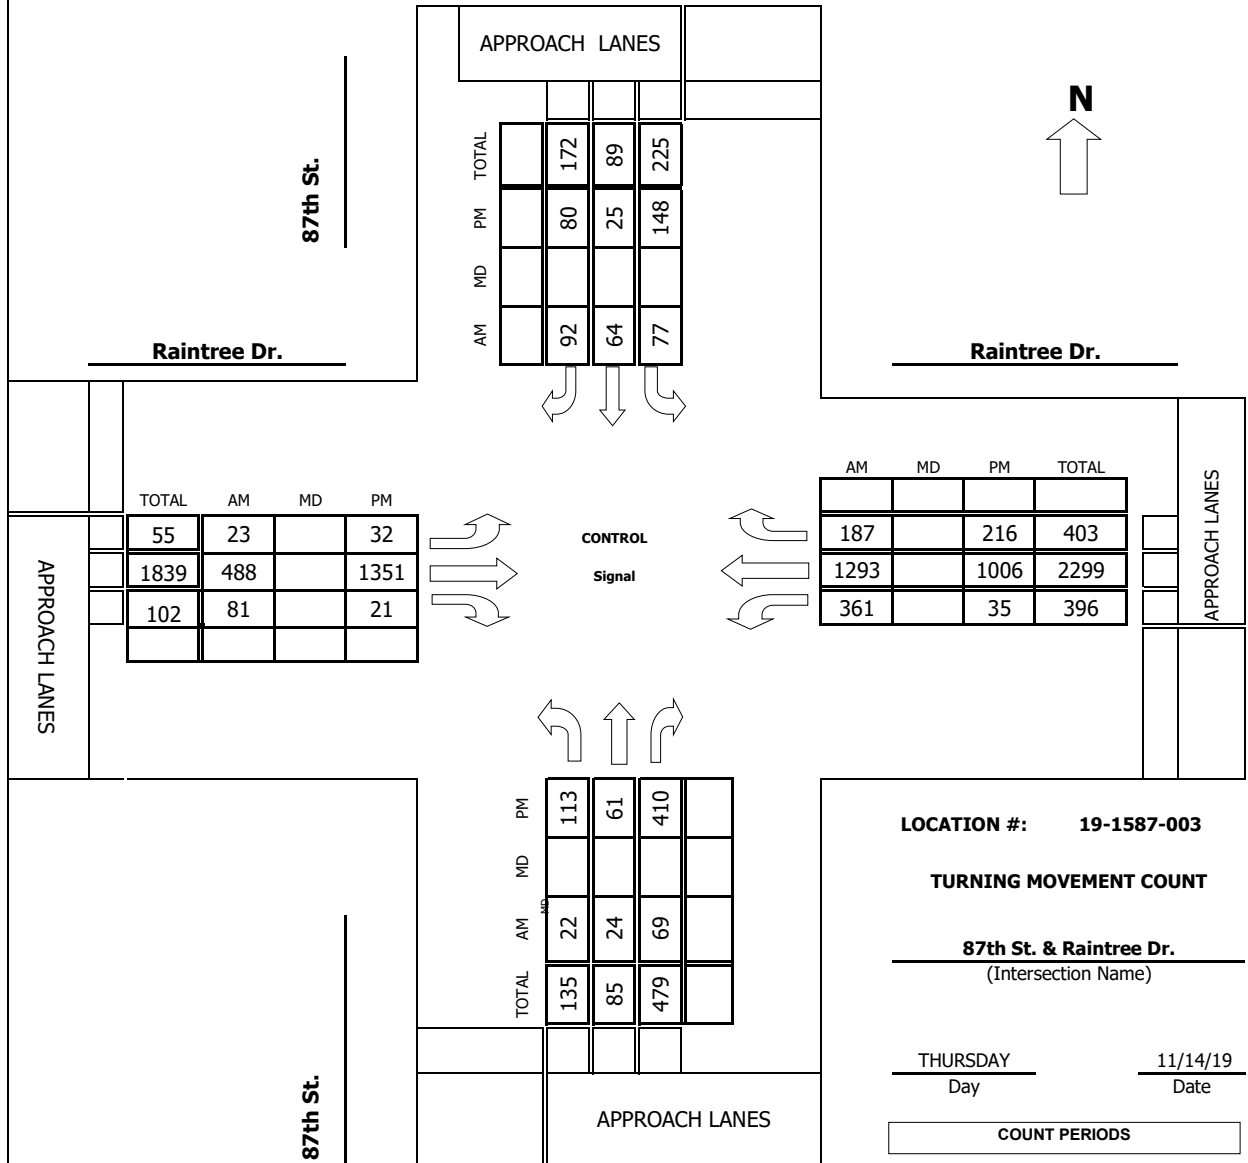 APPROACH LANES
N
87th St.
TOTAL 172 89 225
PM 80 25 148
MD
AM 92 64 77
Raintree Dr.
Raintree Dr.
TOTAL AM MD PM
55 23 32
1839 488 1351
102 81 21
APPROACH LANES
CONTROL
Signal
AM MD PM TOTAL
187 216 403
1293 1006 2299
361 35 396
APPROACH LANES
PM 113 61 410
MD
MD
AM 22 24 69
TOTAL 135 85 479
APPROACH LANES
87th St.
LOCATION #: 19-1587-003
TURNING MOVEMENT COUNT
87th St. & Raintree Dr.
(Intersection Name)
THURSDAY 11/14/19
Day Date
COUNT PERIODS